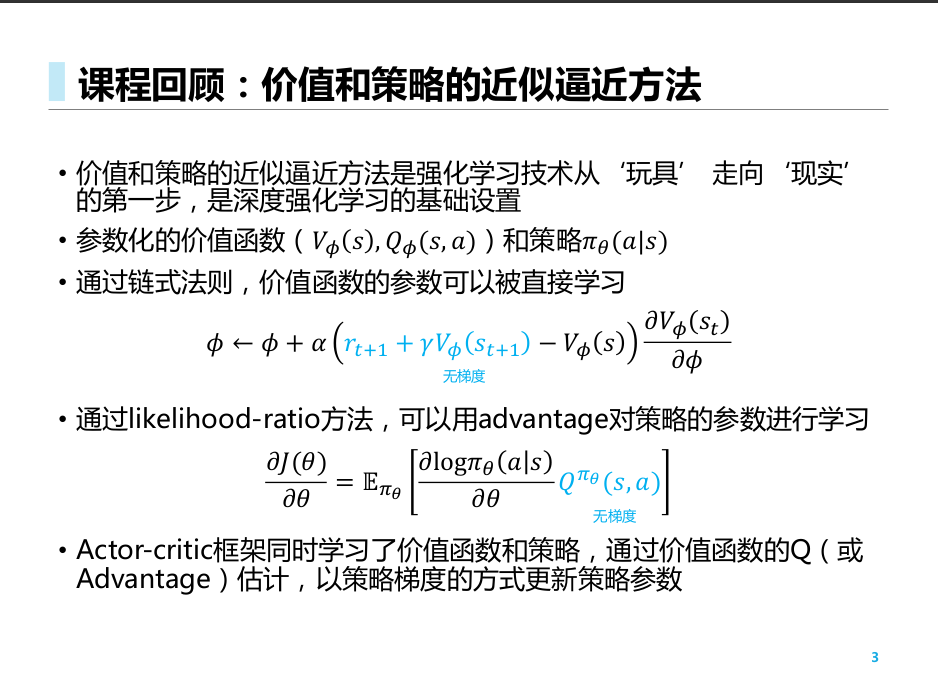 课程回顾：价值和策略的近似逼近方法
• 价值和策略的近似逼近方法是强化学习技术从‘玩具’ 走向‘现实’
的第一步，是深度强化学习的基础设置
• 参数化的价值函数（$V_\phi(s), Q_\phi(s, a)$）和策略$\pi_\theta(a|s)$
• 通过链式法则，价值函数的参数可以被直接学习
$\phi \leftarrow \phi + \alpha \left( r_{t+1} + \gamma V_\phi(s_{t+1}) - V_\phi(s) \right) \frac{\partial V_\phi(s_t)}{\partial \phi}$
无梯度
• 通过likelihood-ratio方法，可以用advantage对策略的参数进行学习
$\frac{\partial J(\theta)}{\partial \theta} = \mathbb{E}_{\pi_\theta} \left[ \frac{\partial \log \pi_\theta(a|s)}{\partial \theta} Q^{\pi_\theta}(s, a) \right]$
无梯度
• Actor-critic框架同时学习了价值函数和策略，通过价值函数的Q（或
Advantage）估计，以策略梯度的方式更新策略参数
3